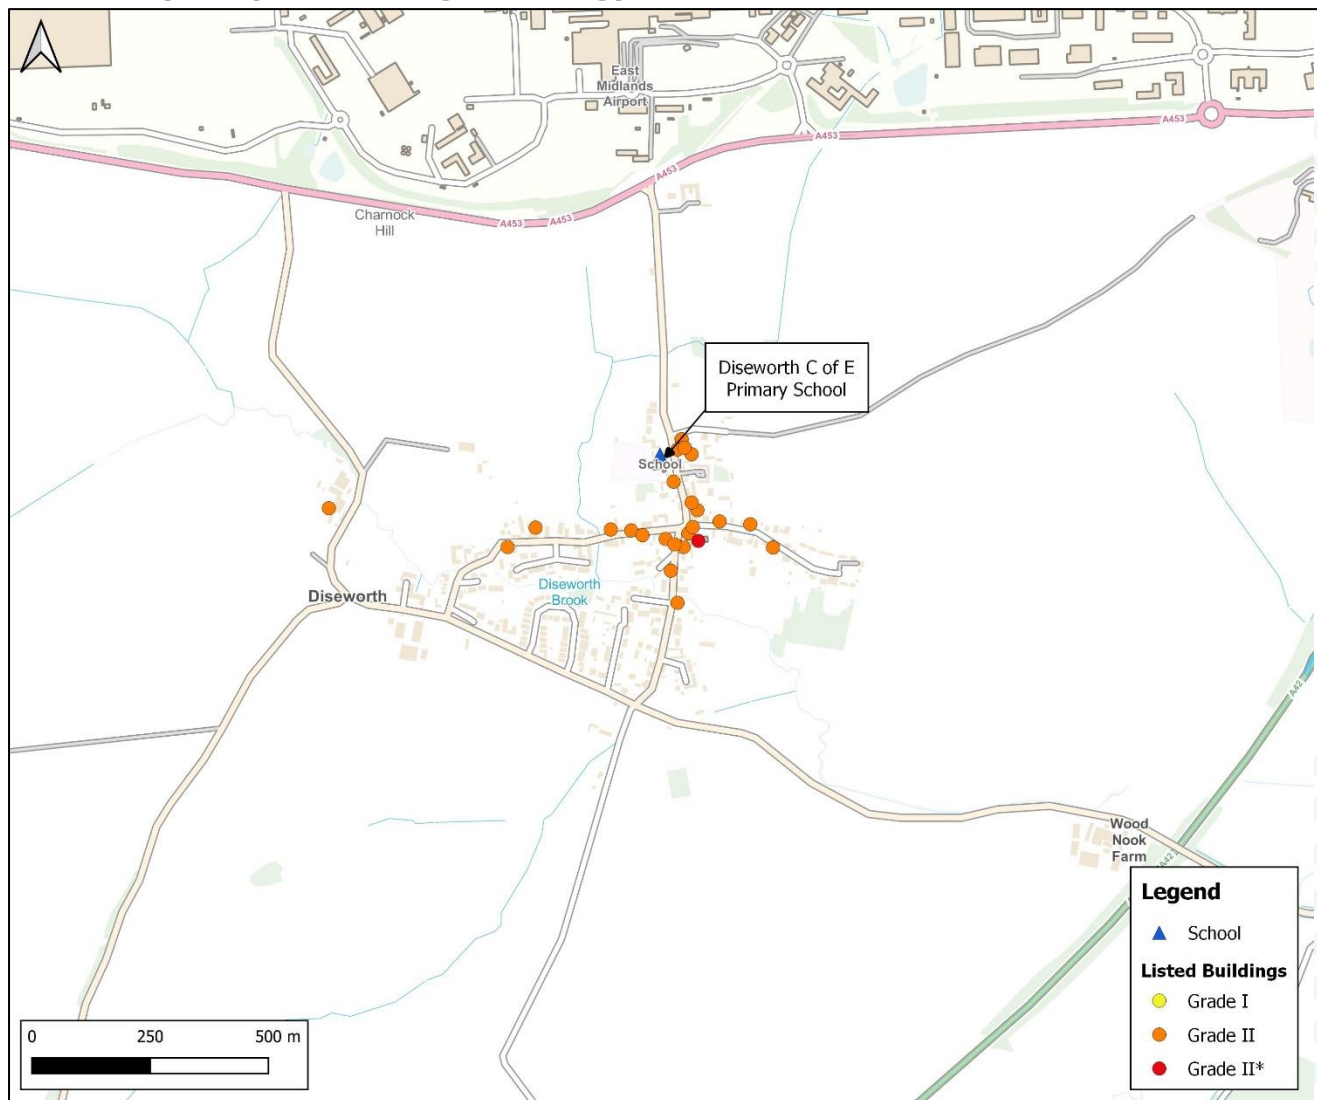 East
Midlands
Airport
A453
A453
A453
A453
A453
Charnock
Hill
Diseworth C of E
Primary School
School
Diseworth
Brook
Diseworth
A42
Wood
Nook
Farm
A42
Legend
School
Listed Buildings
Grade I
Grade II
Grade II*
0 250 500 m